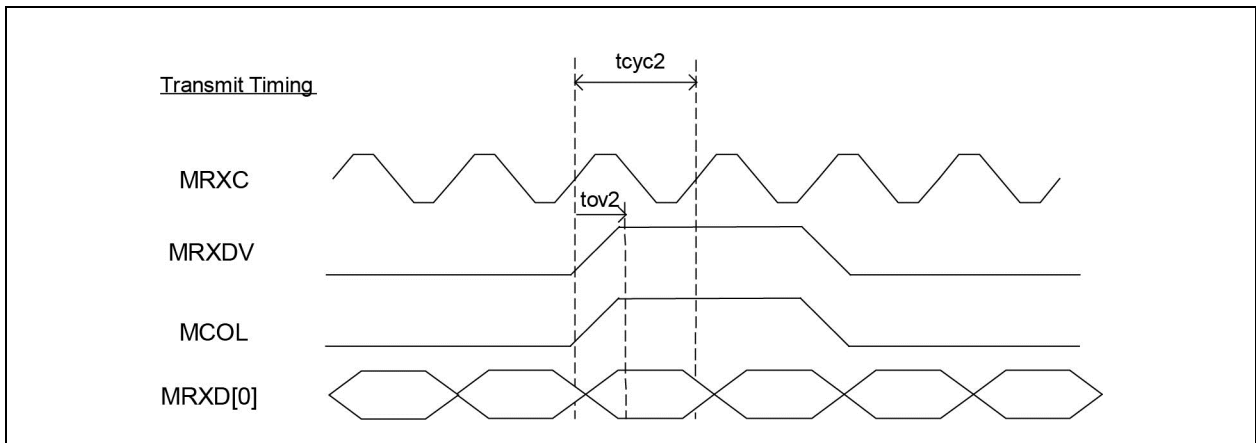 tcyc2
Transmit Timing
MRXC
tov2
MRXDV
MCOL
MRXD[0]